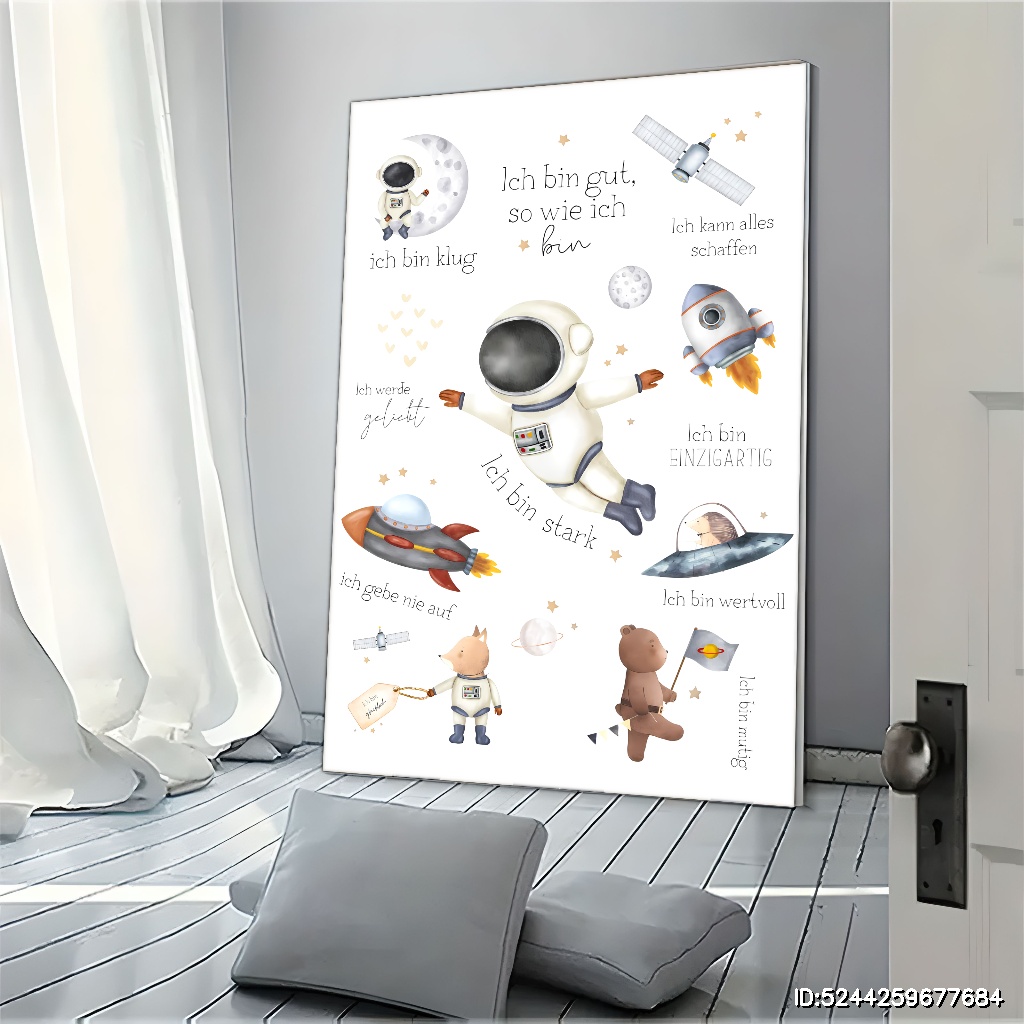 Ich bin gut,
so wie ich
bin
ich bin klug
Ich kann alles
schaffen
Ich werde
geliebt
Ich bin
EINZIGARTIG
Ich bin stark
ich gebe nie auf
Ich bin wertvoll
Ich bin mutig
ID:5244259677684